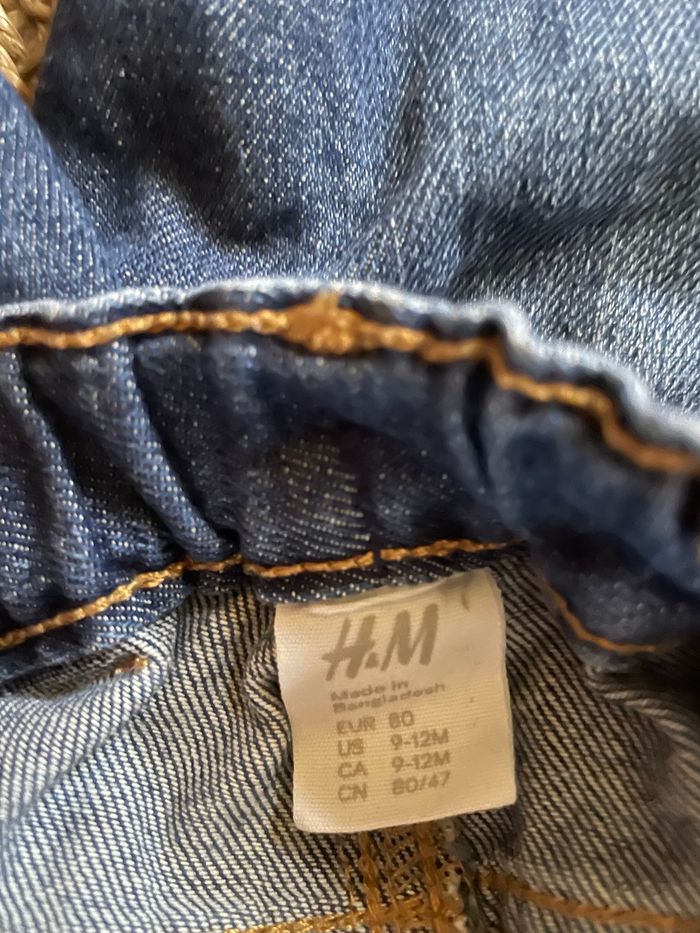 H&M
Made in
Bangladesh
EUR 80
US 9-12M
CA 9-12M
CN 80/47